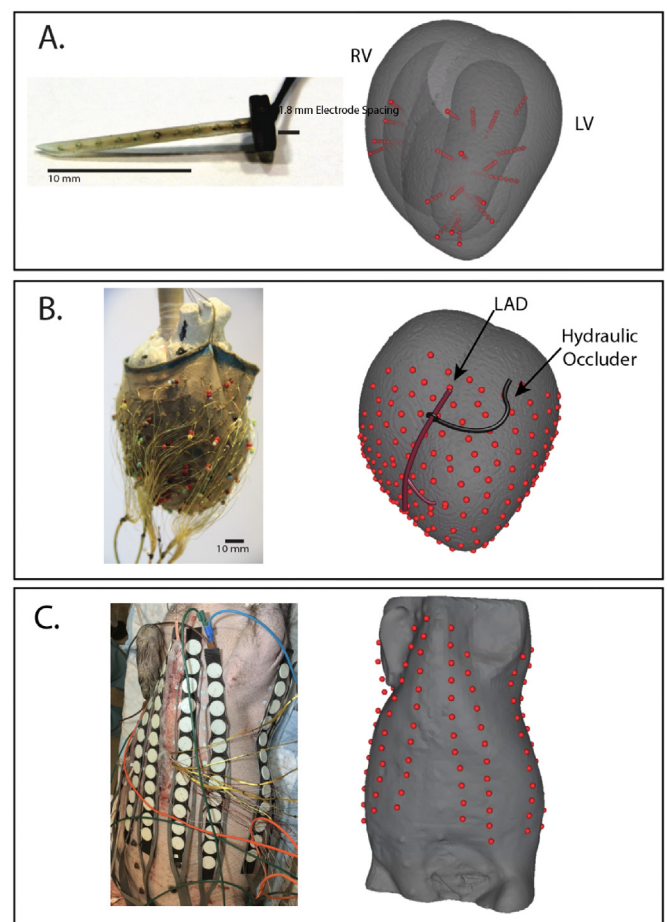 A.
RV
1.8 mm Electrode Spacing
LV
10 mm
B.
LAD
Hydraulic
Occluder
10 mm
C.